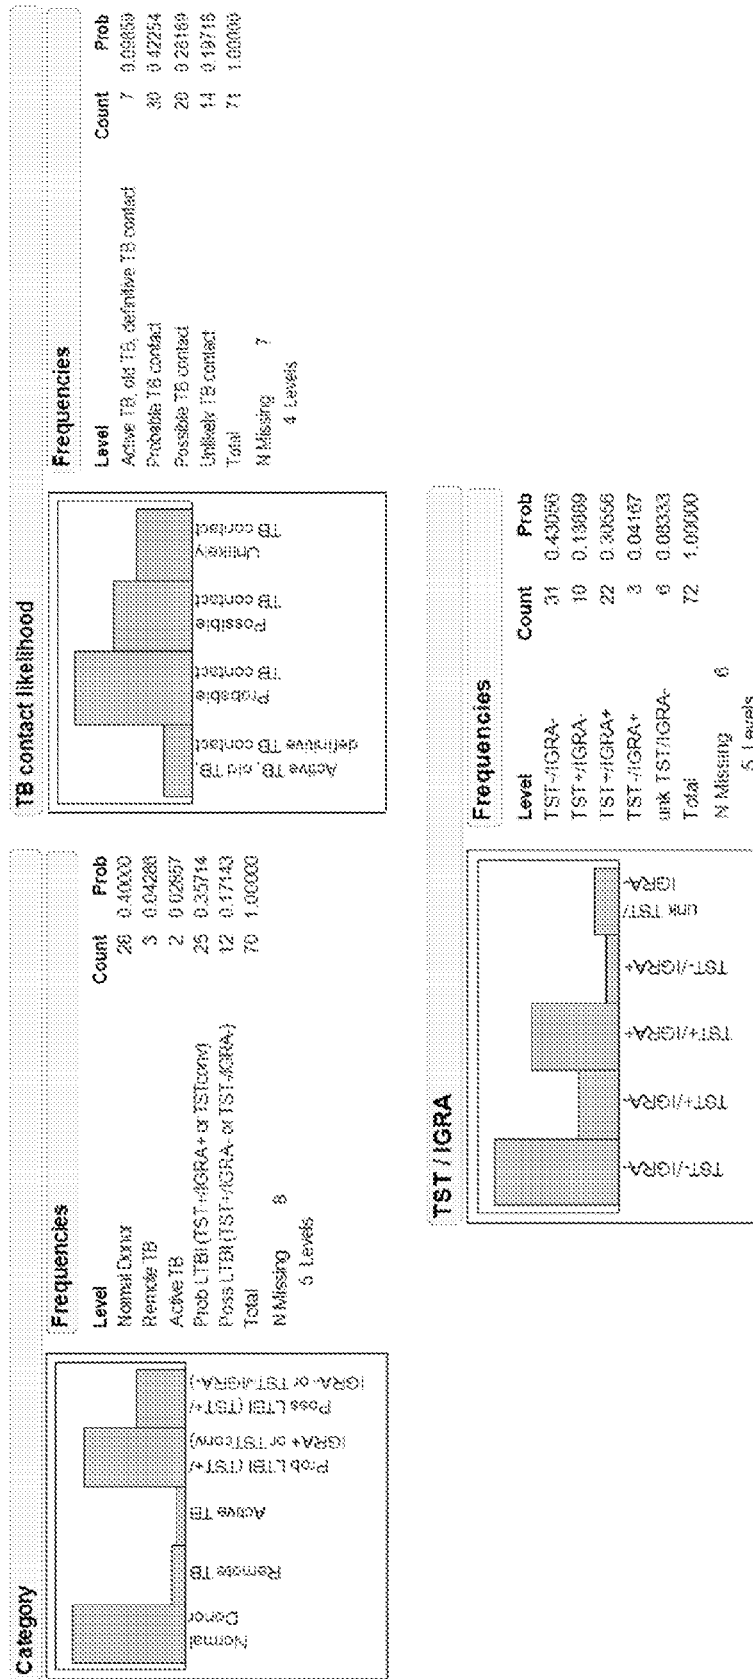 Category
Normal Donor
Remote TB
Active TB
Prob LTBI (TST+/ IGRA+ or TSTconv)
Poss LTBI (TST+/ IGRA- or TST-/IGRA-)
Frequencies
Level Count Prob
Normal Donor 28 0.40000
Remote TB 3 0.04286
Active TB 2 0.02857
Prob LTBI (TST+/IGRA+ or TSTconv) 25 0.35714
Poss LTBI (TST+/IGRA- or TST-/IGRA-) 12 0.17143
Total 70 1.00000
N Missing 8
5 Levels
TB contact likelihood
Active TB, old TB, definitive TB contact
Probable TB contact
Possible TB contact
Unlikely TB contact
Frequencies
Level Count Prob
Active TB, old TB, definitive TB contact 7 0.09859
Probable TB contact 30 0.42254
Possible TB contact 20 0.28169
Unlikely TB contact 14 0.19718
Total 71 1.00000
N Missing 7
4 Levels
TST / IGRA
TST-/IGRA-
TST+/IGRA-
TST+/IGRA+
TST-/IGRA+
unk TST/ IGRA-
Frequencies
Level Count Prob
TST-/IGRA- 31 0.43056
TST+/IGRA- 10 0.13889
TST+/IGRA+ 22 0.30556
TST-/IGRA+ 3 0.04167
unk TST/IGRA- 6 0.08333
Total 72 1.00000
N Missing 6
5 Levels